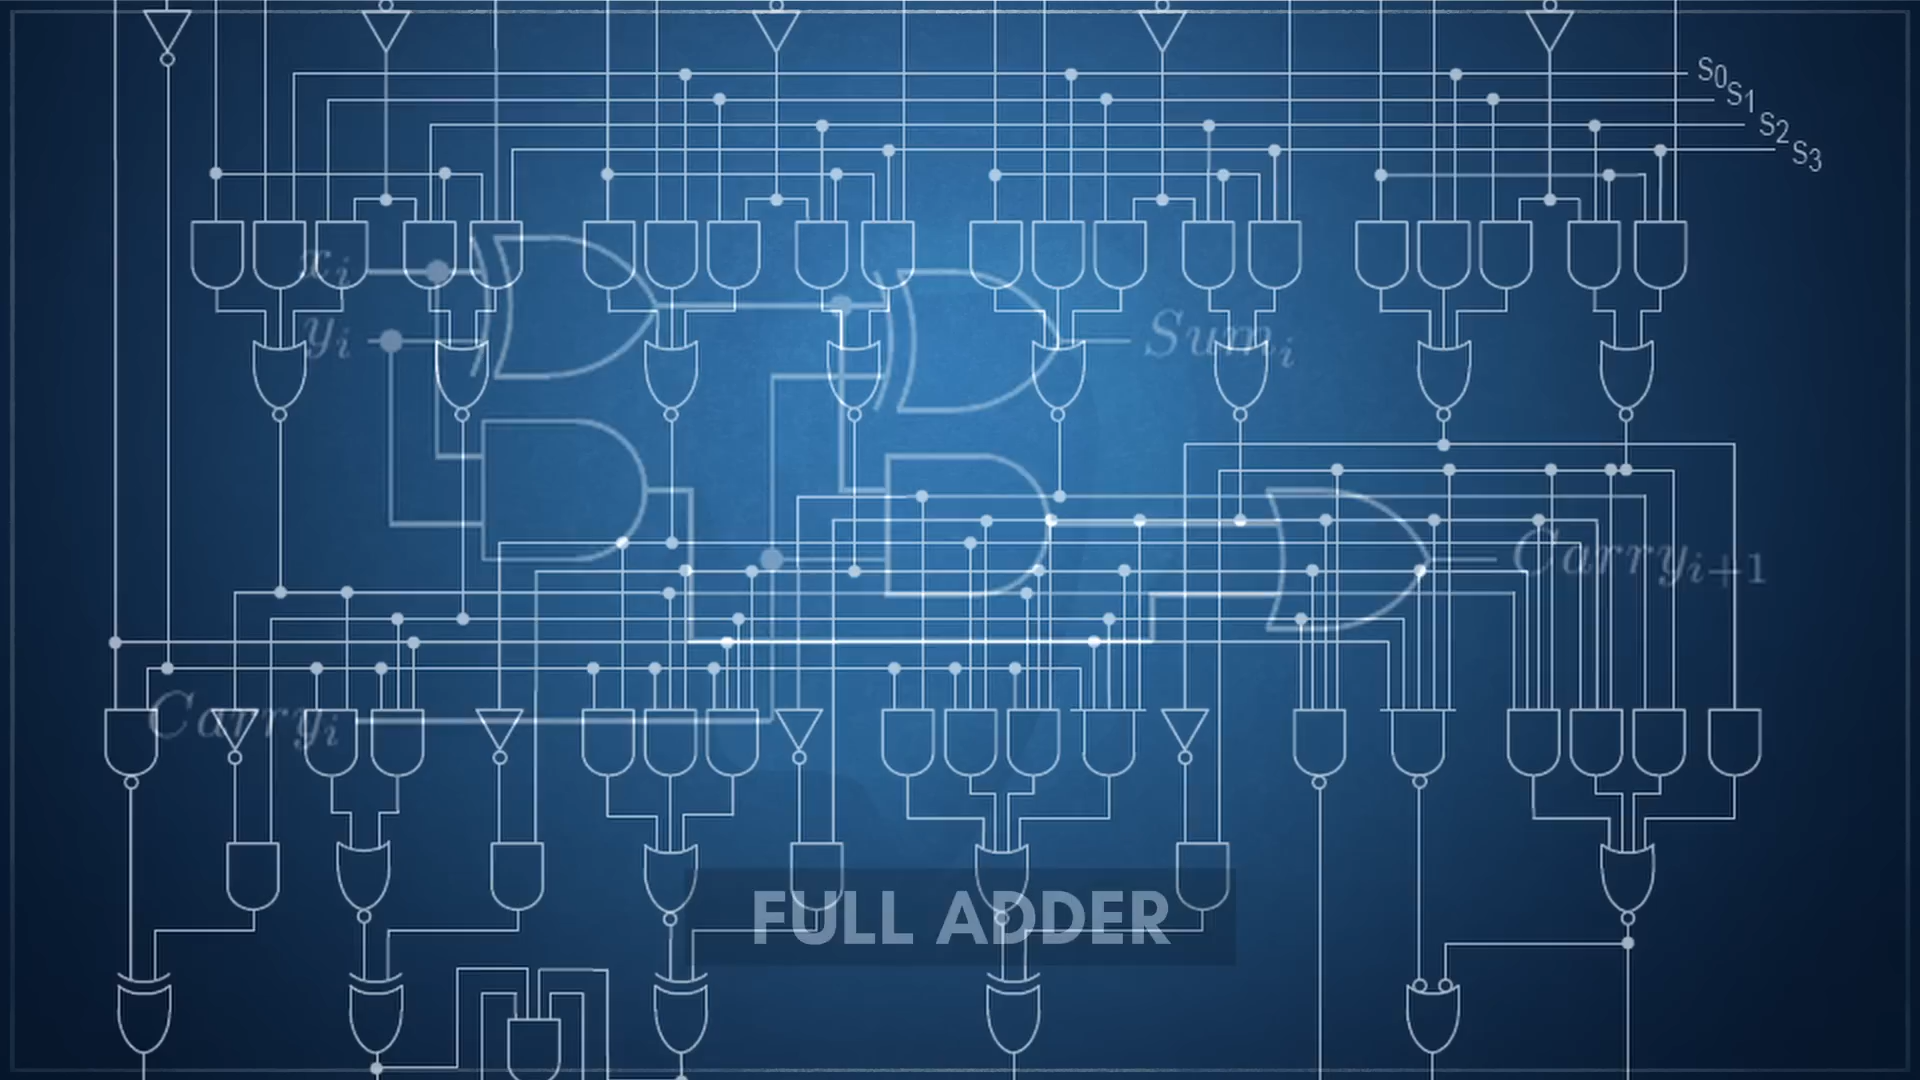 S0
S1
S2
S3
xi
yi
Sumi
Carryi+1
Carryi
FULL ADDER